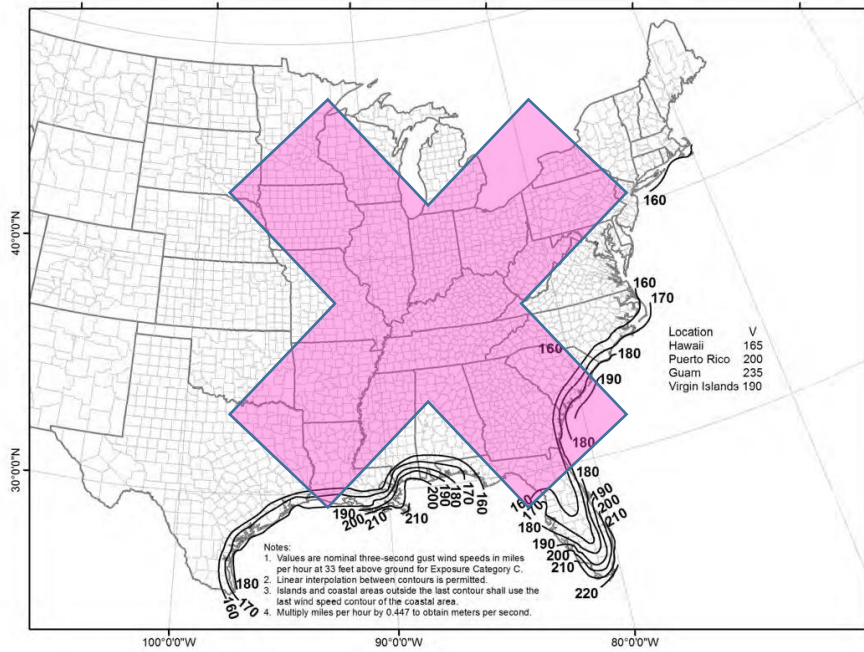 160
40°0'0"N
160
170
Location V
Hawaii 165
Puerto Rico 200
Guam 235
Virgin Islands 190
160
180
190
180
30°0'0"N
180
190
200
210
160
170
180
190
200
210
220
160
170
180
190
200
210
190
200
210
180
170
160
Notes:
1. Values are nominal three-second gust wind speeds in miles
per hour at 33 feet above ground for Exposure Category C.
2. Linear interpolation between contours is permitted.
3. Islands and coastal areas outside the last contour shall use the
last wind speed contour of the coastal area.
4. Multiply miles per hour by 0.447 to obtain meters per second.
100°0'0"W
90°0'0"W
80°0'0"W